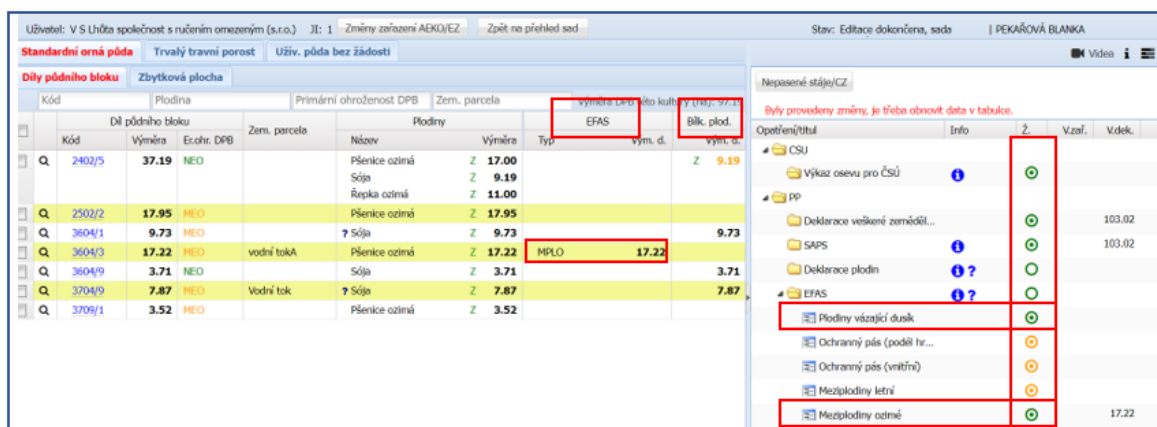 Uživatel: V S Lhůta společnost s ručením omezeným (s.r.o.) JI: 1 Změny zařazení AEKO/EZ Zpět na přehled sad Stav: Editace dokončena, sada | PEKAŘOVÁ BLANKA
Standardní orná půda Trvalý travní porost Uživ. půda bez žádosti
Videa
Díly půdního bloku Zbytková plocha
Nepasené stáje/CZ
Kód Plodina Primární ohroženost DPB Zem. parcela Výměra DPB této kultury (ha): 97.19
Byly provedeny změny, je třeba obnovit data v tabulce.
Díl půdního bloku Zem. parcela Plodiny EFAS Bílk. plod.
Kód Výměra Er.ohr. DPB Název Výměra Typ Vým. d. Vým. d.
Opatření/titul Info Ž. V.zař. V.dek.
2402/5 37.19 NEO Pšenice ozimá Z 17.00 Z 9.19
Sója Z 9.19
Řepka ozimá Z 11.00
2502/2 17.95 MEO Pšenice ozimá Z 17.95
3604/1 9.73 MEO ? Sója Z 9.73 9.73
3604/3 17.22 MEO vodní tokA Pšenice ozimá Z 17.22 MPLO 17.22
3604/9 3.71 NEO Sója Z 3.71 3.71
3704/9 7.87 MEO Vodní tok ? Sója Z 7.87 7.87
3709/1 3.52 MEO Pšenice ozimá Z 3.52
CSU
Výkaz osevu pro ČSÚ
PP
Deklarace veškeré zeměděl... 103.02
SAPS 103.02
Deklarace plodin ?
EFAS ?
Plodiny vázající dusík
Ochranný pás (podél hr...
Ochranný pás (vnitřní)
Meziplodiny letní
Meziplodiny ozimé 17.22